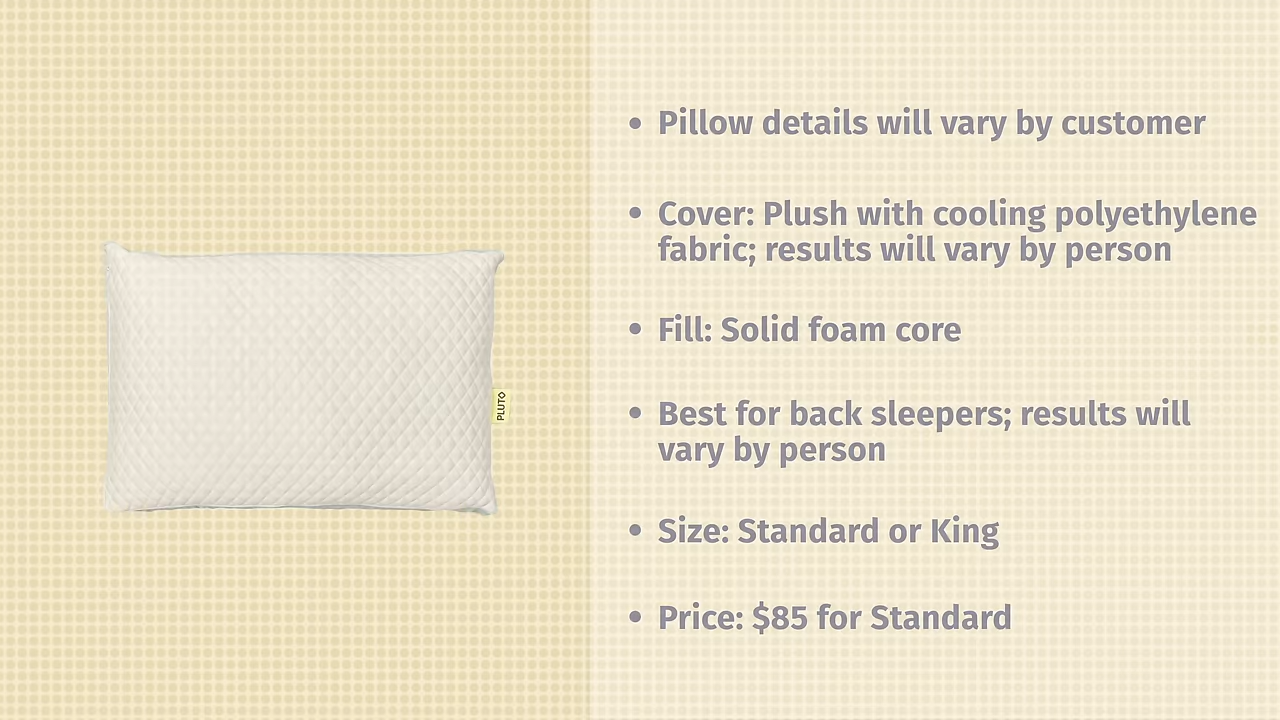 • Pillow details will vary by customer
• Cover: Plush with cooling polyethylene
fabric; results will vary by person
• Fill: Solid foam core
• Best for back sleepers; results will
vary by person
• Size: Standard or King
• Price: $85 for Standard
PLUTO